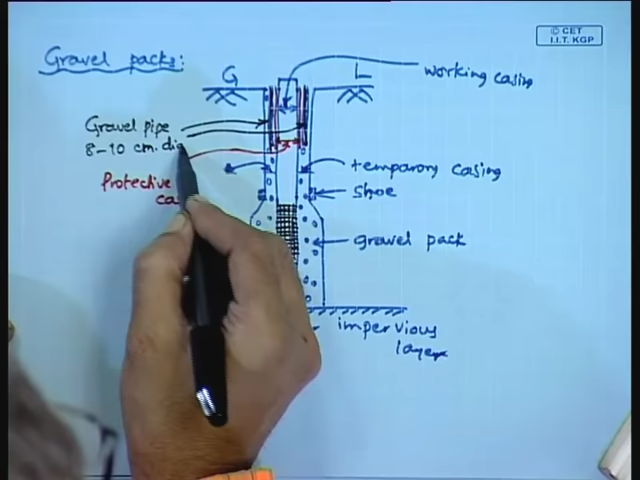 © CET
I.I.T. KGP
Gravel packs:
G L
working casing
Gravel pipe
8-10 cm. dia
Protective
ca
temporary casing
shoe
gravel pack
impervious
layer